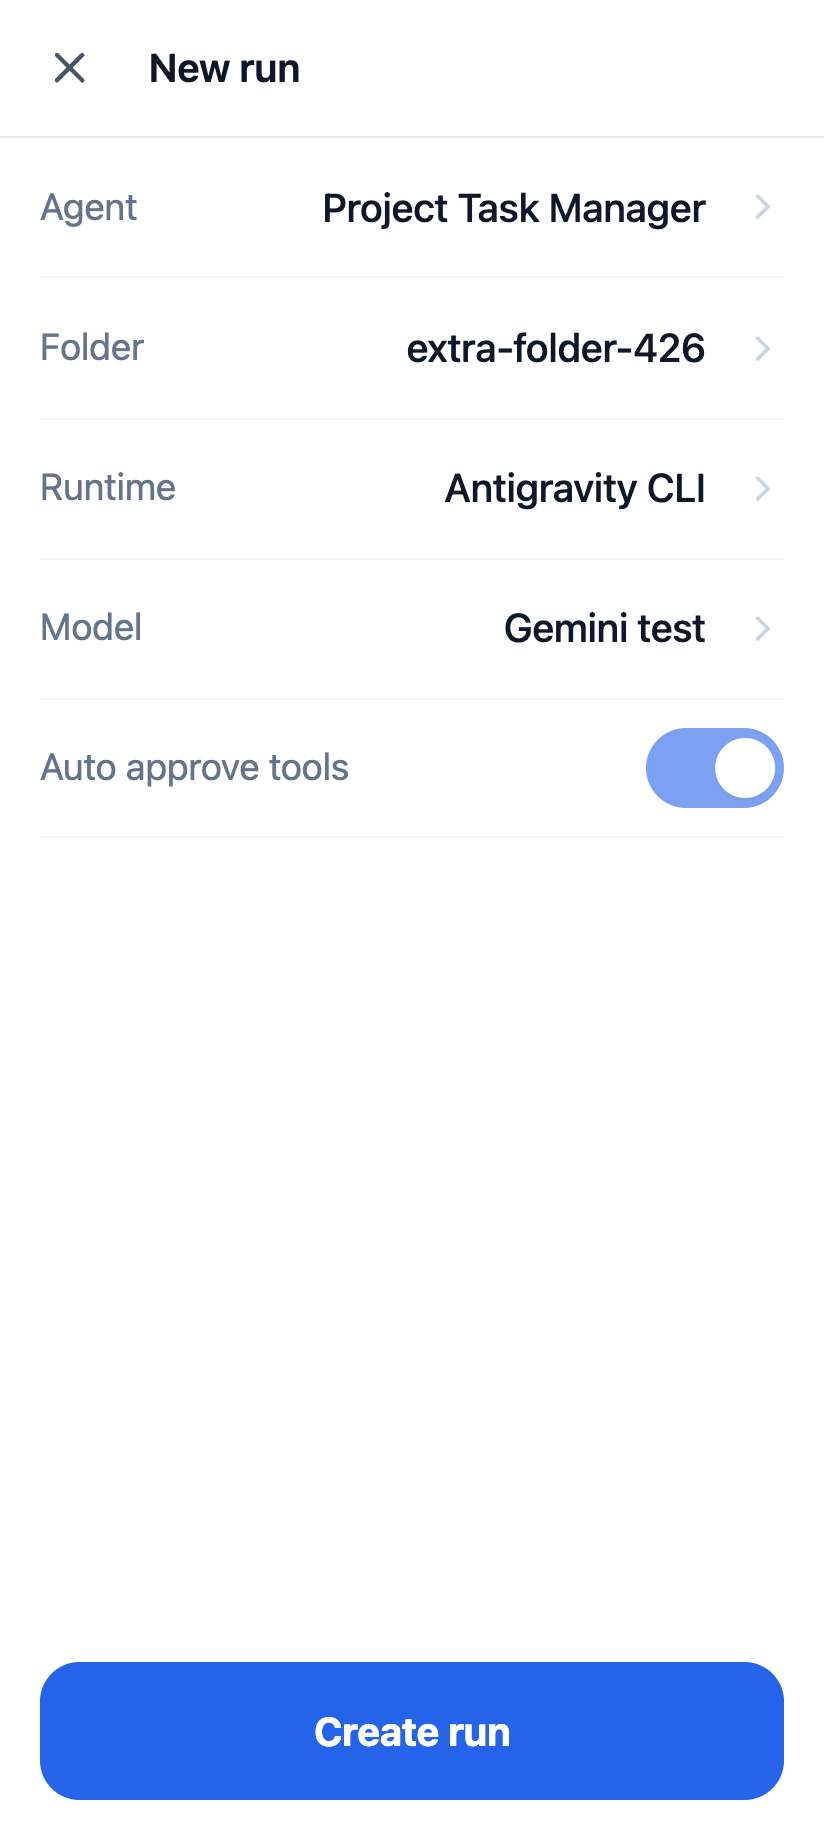 New run
Agent
Project Task Manager
Folder
extra-folder-426
Runtime
Antigravity CLI
Model
Gemini test
Auto approve tools
Create run